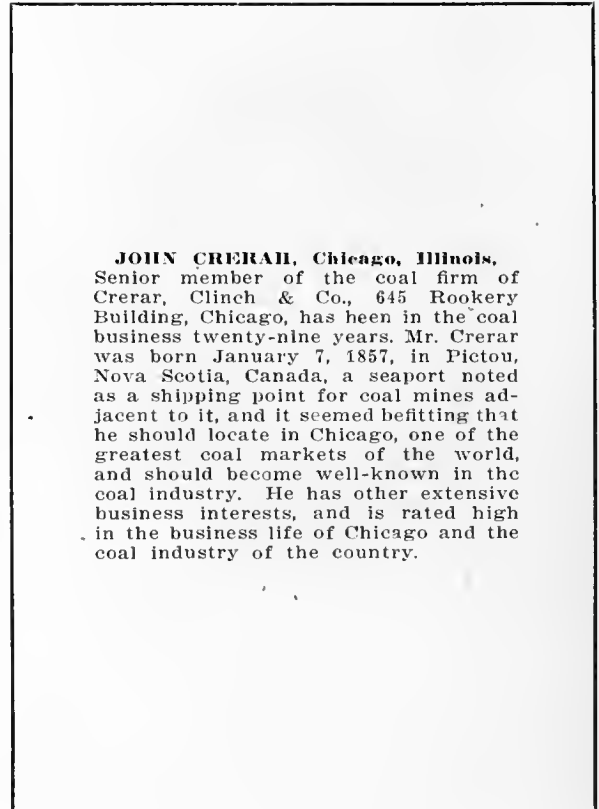 JOHN CRERAR, Chicago, Illinois,
Senior member of the coal firm of
Crerar, Clinch & Co., 645 Rookery
Building, Chicago, has been in the coal
business twenty-nine years. Mr. Crerar
was born January 7, 1857, in Pictou,
Nova Scotia, Canada, a seaport noted
as a shipping point for coal mines ad-
jacent to it, and it seemed befitting that
he should locate in Chicago, one of the
greatest coal markets of the world,
and should become well-known in the
coal industry. He has other extensive
business interests, and is rated high
in the business life of Chicago and the
coal industry of the country.